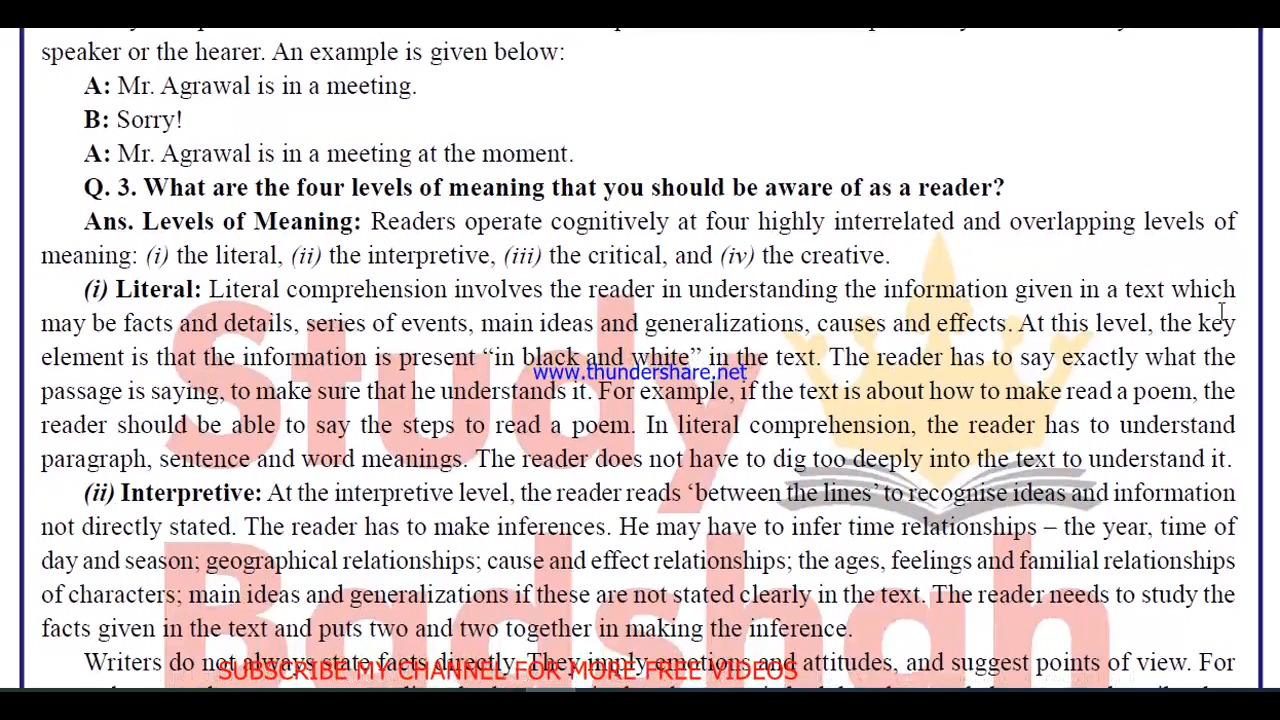 speaker or the hearer. An example is given below:
A: Mr. Agrawal is in a meeting.
B: Sorry!
A: Mr. Agrawal is in a meeting at the moment.
Q. 3. What are the four levels of meaning that you should be aware of as a reader?
Ans. Levels of Meaning: Readers operate cognitively at four highly interrelated and overlapping levels of
meaning: (i) the literal, (ii) the interpretive, (iii) the critical, and (iv) the creative.
(i) Literal: Literal comprehension involves the reader in understanding the information given in a text which
may be facts and details, series of events, main ideas and generalizations, causes and effects. At this level, the key
element is that the information is present “in black and white” in the text. The reader has to say exactly what the
www.thundershare.net
passage is saying, to make sure that he understands it. For example, if the text is about how to make read a poem, the
reader should be able to say the steps to read a poem. In literal comprehension, the reader has to understand
paragraph, sentence and word meanings. The reader does not have to dig too deeply into the text to understand it.
(ii) Interpretive: At the interpretive level, the reader reads ‘between the lines’ to recognise ideas and information
not directly stated. The reader has to make inferences. He may have to infer time relationships – the year, time of
day and season; geographical relationships; cause and effect relationships; the ages, feelings and familial relationships
of characters; main ideas and generalizations if these are not stated clearly in the text. The reader needs to study the
facts given in the text and puts two and two together in making the inference.
Writers do not always state facts directly. They imply emotions and attitudes, and suggest points of view. For
SUBSCRIBE MY CHANNEL FOR MORE FREE VIDEOS
Study
Badshah